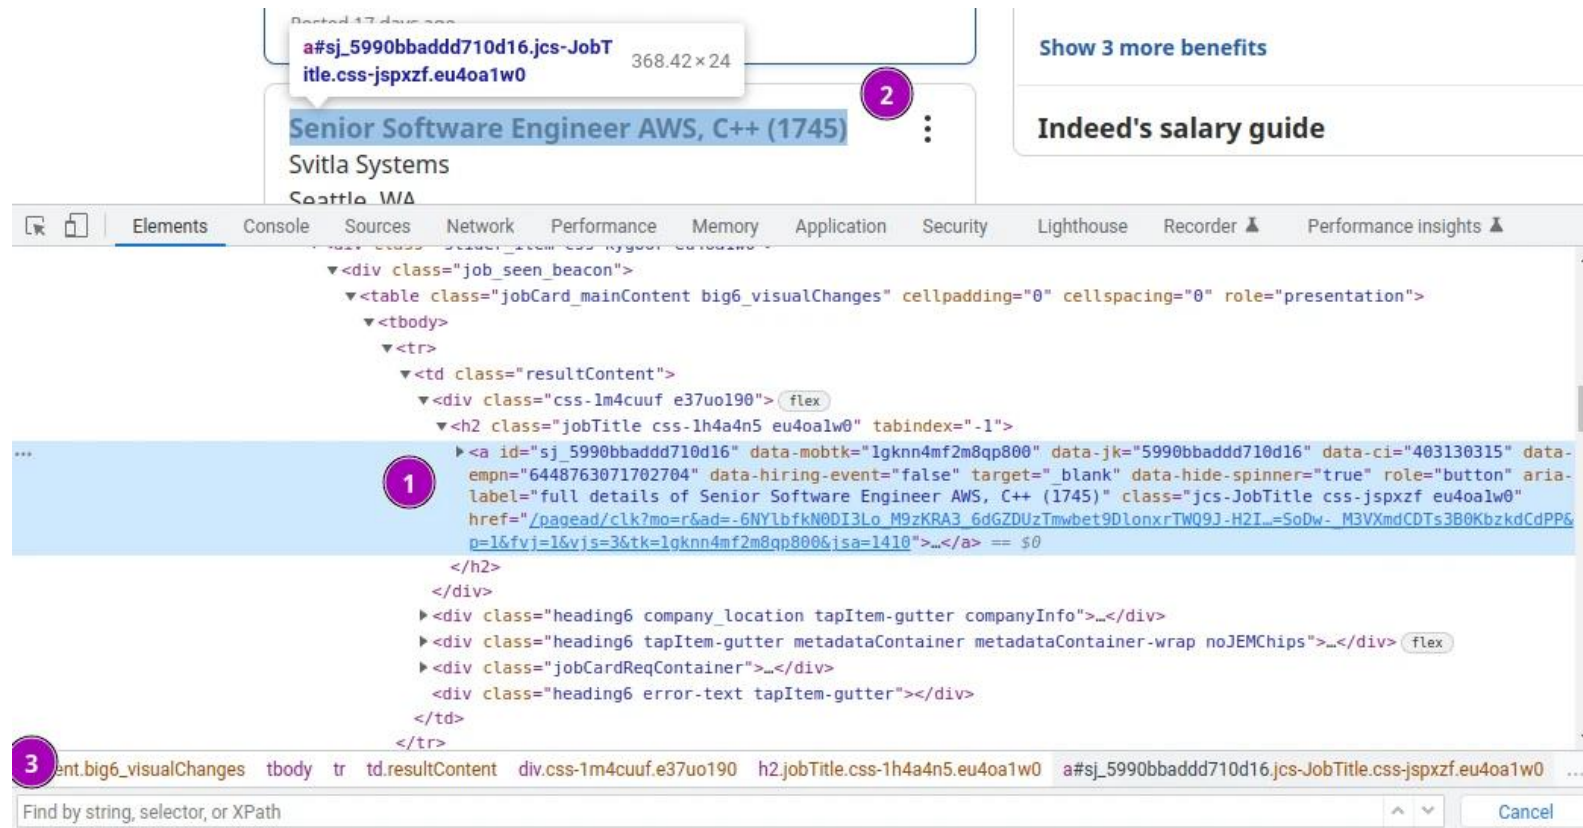 Posted 17 days ago
a#sj_5990bbaddd710d16.jcs-JobT
itle.css-jspxzf.eu4oa1w0
368.42 × 24
Show 3 more benefits
2
Senior Software Engineer AWS, C++ (1745)
Indeed's salary guide
Svitla Systems
Seattle, WA
Elements Console Sources Network Performance Memory Application Security Lighthouse Recorder Performance insights
▼<div class="job_seen_beacon">
▼<table class="jobCard_mainContent big6_visualChanges" cellpadding="0" cellspacing="0" role="presentation">
▼<tbody>
▼<tr>
▼<td class="resultContent">
▼<div class="css-1m4cuuf e37uo190"> flex
▼<h2 class="jobTitle css-1h4a4n5 eu4oa1w0" tabindex="-1">
… ▶<a id="sj_5990bbaddd710d16" data-mobtk="1gknn4mf2m8qp800" data-jk="5990bbaddd710d16" data-ci="403130315" data-
empn="6448763071702704" data-hiring-event="false" target="_blank" data-hide-spinner="true" role="button" aria-
1
label="full details of Senior Software Engineer AWS, C++ (1745)" class="jcs-JobTitle css-jspxzf eu4oa1w0"
href="/pagead/clk?mo=r&ad=-6NYlbfkN0DI3Lo_M9zKRA3_6dGZDUzTmwbet9DlonxrTWQ9J-H2I…=SoDw-_M3VXmdCDTs3B0KbzkdCdPP&
p=1&fvj=1&vjs=3&tk=1gknn4mf2m8qp800&jsa=1410">…</a> == $0
</h2>
</div>
▶<div class="heading6 company_location tapItem-gutter companyInfo">…</div>
▶<div class="heading6 tapItem-gutter metadataContainer metadataContainer-wrap noJEMChips">…</div> flex
▶<div class="jobCardReqContainer">…</div>
<div class="heading6 error-text tapItem-gutter"></div>
</td>
</tr>
3
ent.big6_visualChanges tbody tr td.resultContent div.css-1m4cuuf.e37uo190 h2.jobTitle.css-1h4a4n5.eu4oa1w0 a#sj_5990bbaddd710d16.jcs-JobTitle.css-jspxzf.eu4oa1w0 …
Find by string, selector, or XPath
Cancel